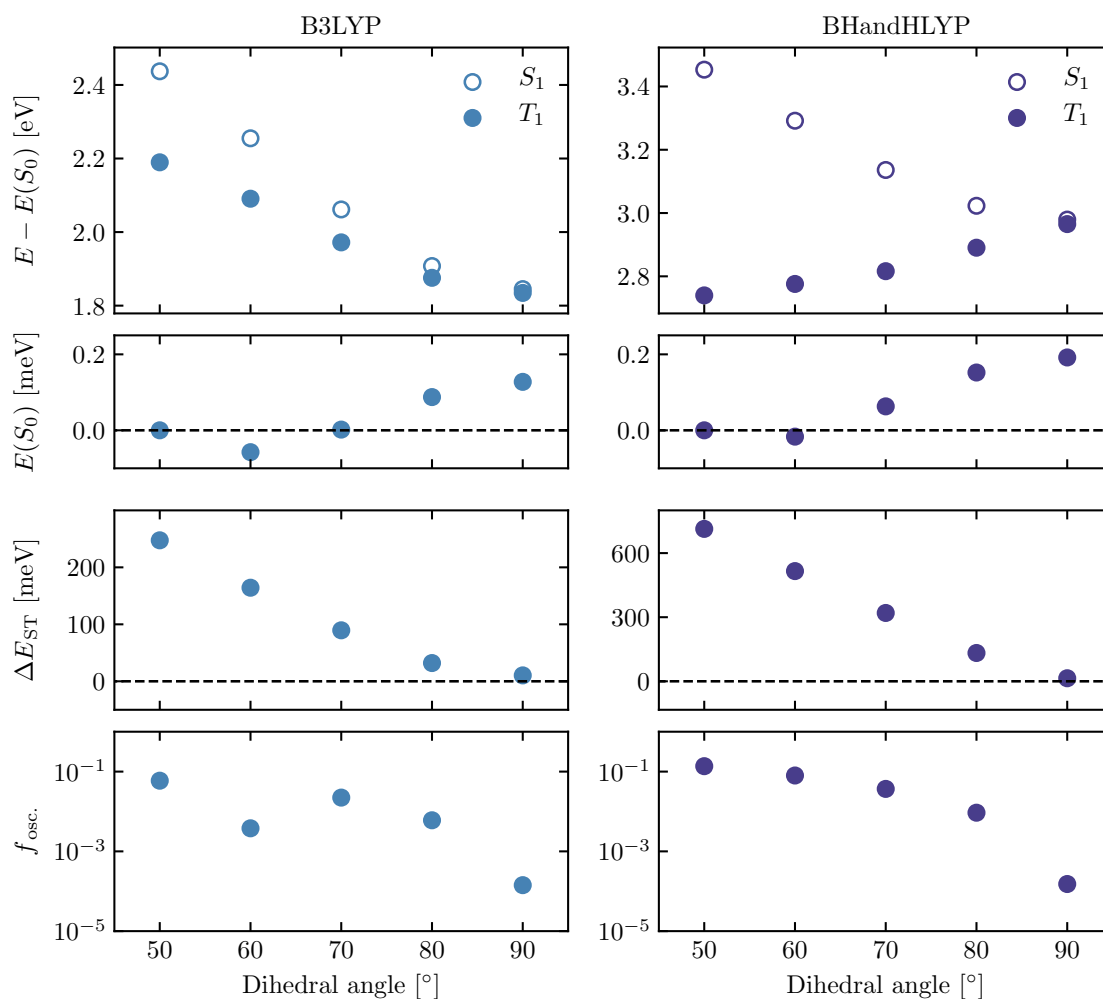 B3LYP
BHandHLYP
E − E(S₀) [eV]
2.4
2.2
2.0
1.8
S₁
T₁
3.4
3.2
3.0
2.8
S₁
T₁
E(S₀) [meV]
0.2
0.0
0.2
0.0
ΔE_ST [meV]
200
100
0
600
300
0
f_osc.
10⁻¹
10⁻³
10⁻⁵
50 60 70 80 90
Dihedral angle [°]
10⁻¹
10⁻³
10⁻⁵
50 60 70 80 90
Dihedral angle [°]